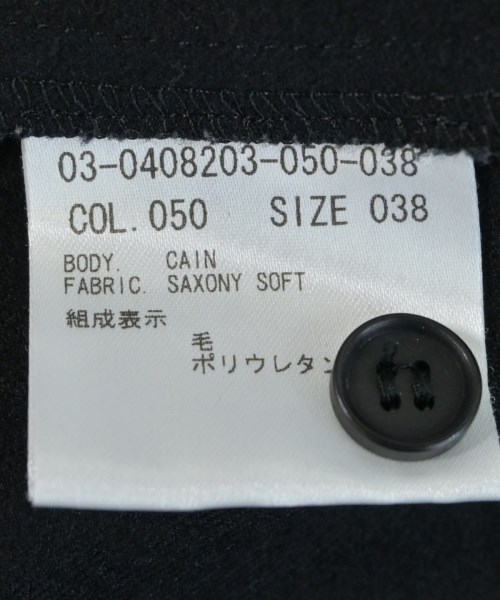 03-0408203-050-038
COL. 050 SIZE 038
BODY. CAIN
FABRIC. SAXONY SOFT
組成表示
毛
ポリウレタン